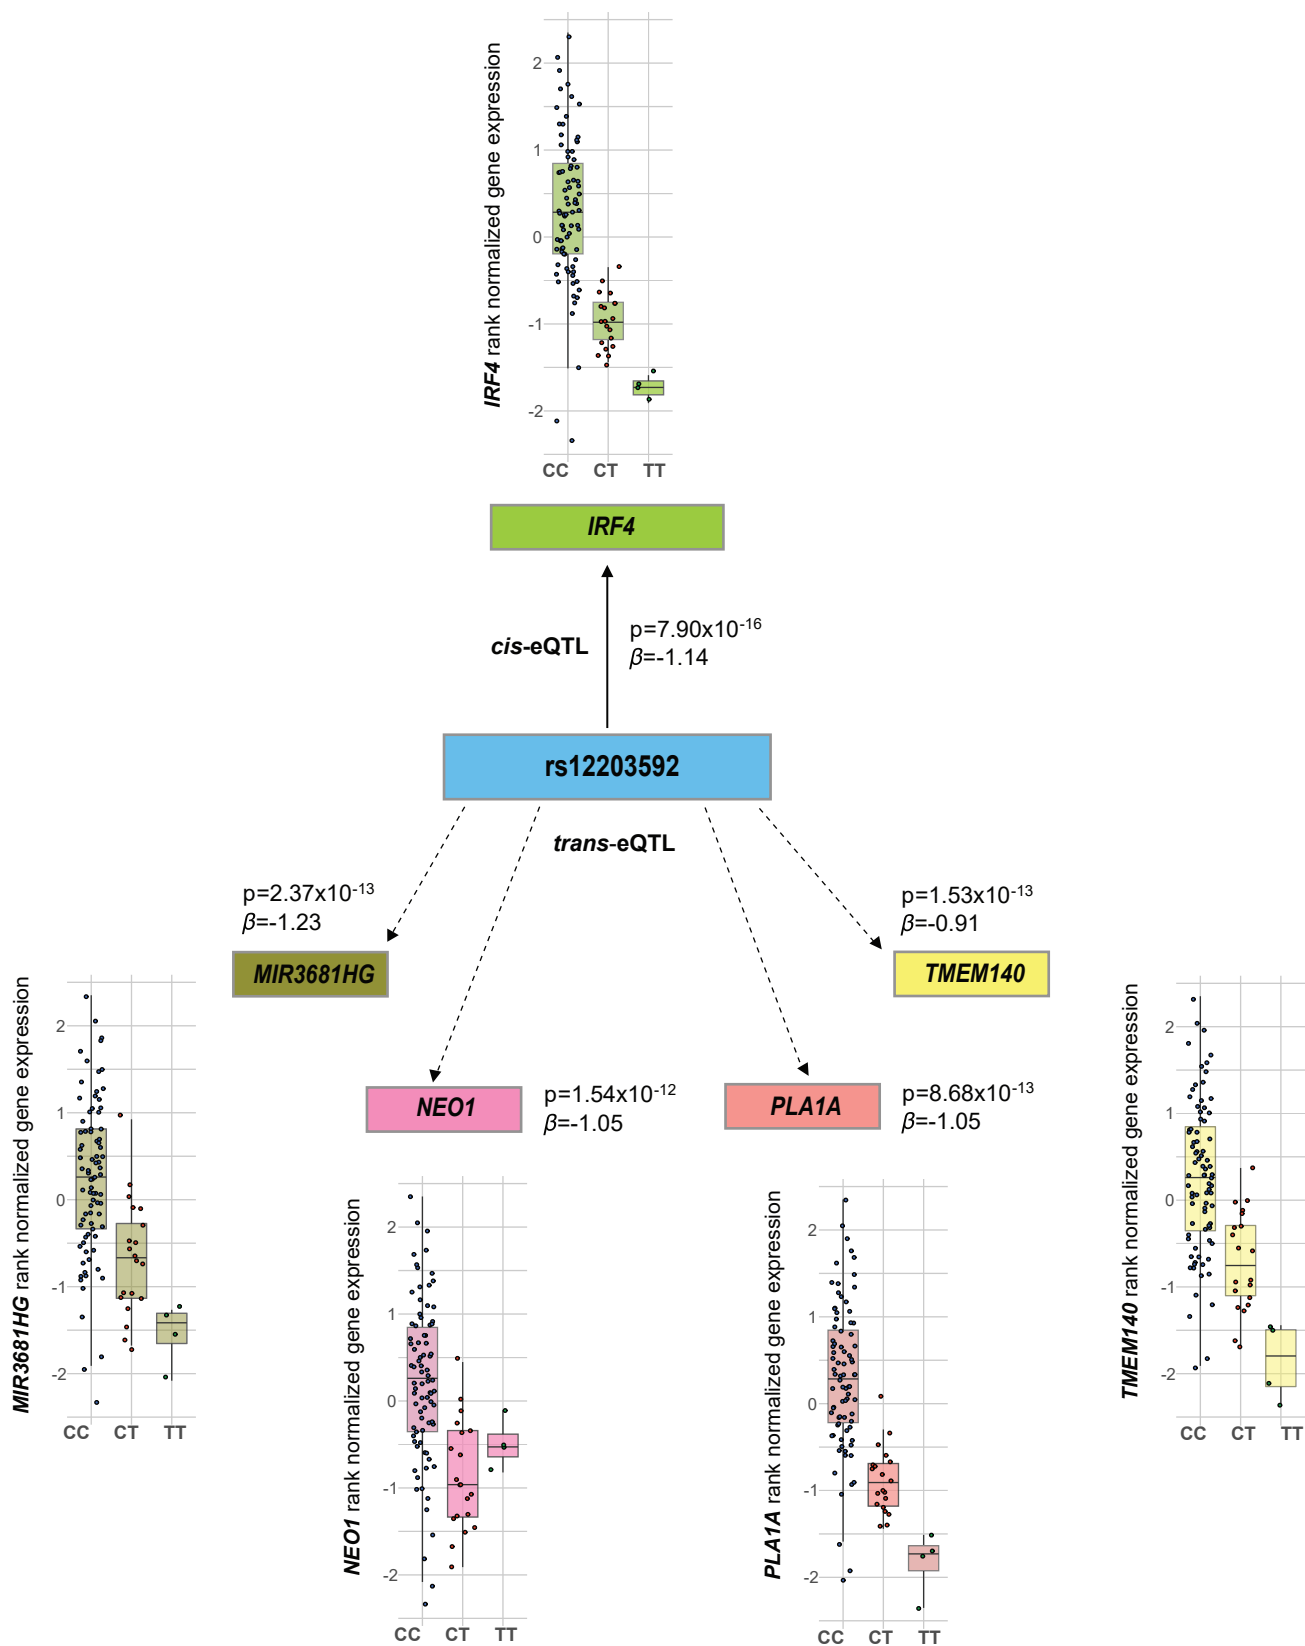 IRF4 rank normalized gene expression
2
1
0
-1
-2
CC CT TT
IRF4
cis-eQTL
p=7.90x10⁻¹⁶
β=-1.14
rs12203592
trans-eQTL
p=2.37x10⁻¹³
β=-1.23
p=1.53x10⁻¹³
β=-0.91
MIR3681HG
TMEM140
NEO1
p=1.54x10⁻¹²
β=-1.05
PLA1A
p=8.68x10⁻¹³
β=-1.05
MIR3681HG rank normalized gene expression
2
1
0
-1
-2
CC CT TT
NEO1 rank normalized gene expression
2
1
0
-1
-2
CC CT TT
PLA1A rank normalized gene expression
2
1
0
-1
-2
CC CT TT
TMEM140 rank normalized gene expression
2
1
0
-1
-2
CC CT TT